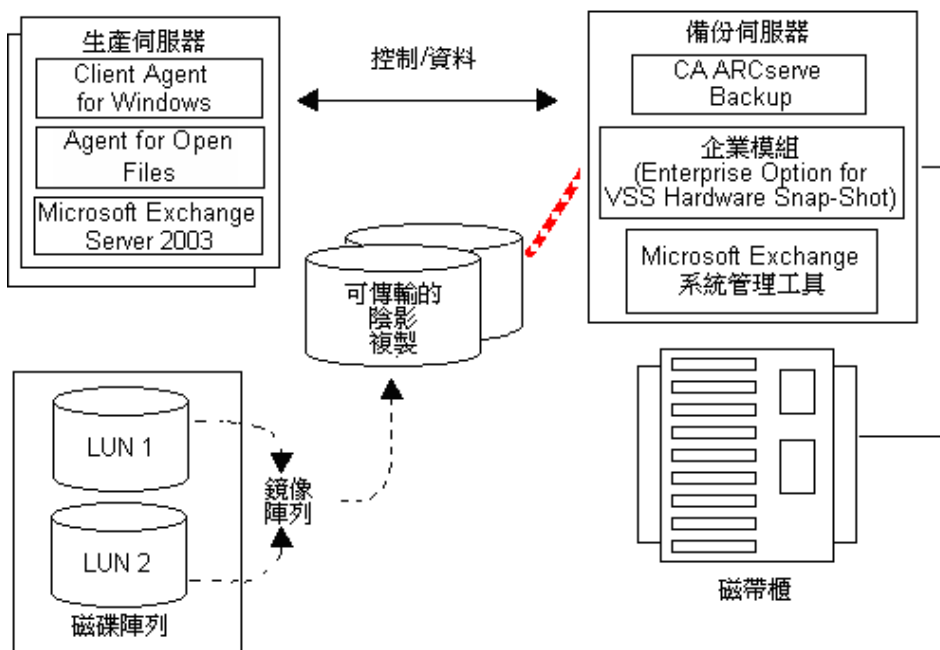 生產伺服器
Client Agent
for Windows
Agent for Open
Files
Microsoft Exchange
Server 2003
控制/資料
備份伺服器
CA ARCserve
Backup
企業模組
(Enterprise Option for
VSS Hardware Snap-Shot)
Microsoft Exchange
系統管理工具
可傳輸的
陰影
複製
LUN 1
LUN 2
磁碟陣列
鏡像
陣列
磁帶櫃